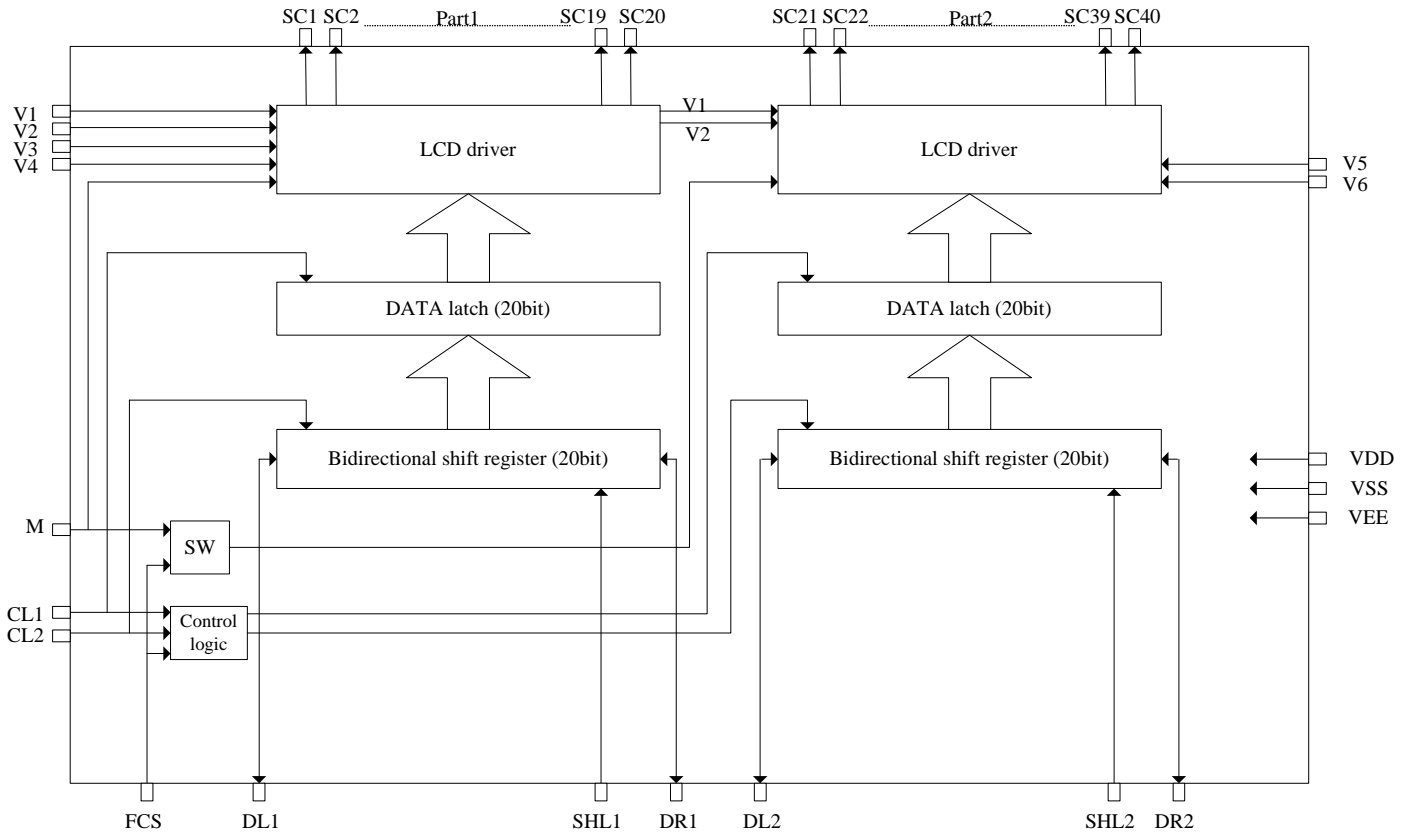 SC1 SC2 Part1 SC19 SC20 SC21 SC22 Part2 SC39 SC40
V1
V2
V3
V4
LCD driver
V1
V2
LCD driver
V5
V6
DATA latch (20bit)
DATA latch (20bit)
Bidirectional shift register (20bit)
Bidirectional shift register (20bit)
VDD
VSS
VEE
M
SW
CL1
CL2
Control
logic
FCS DL1 SHL1 DR1 DL2 SHL2 DR2